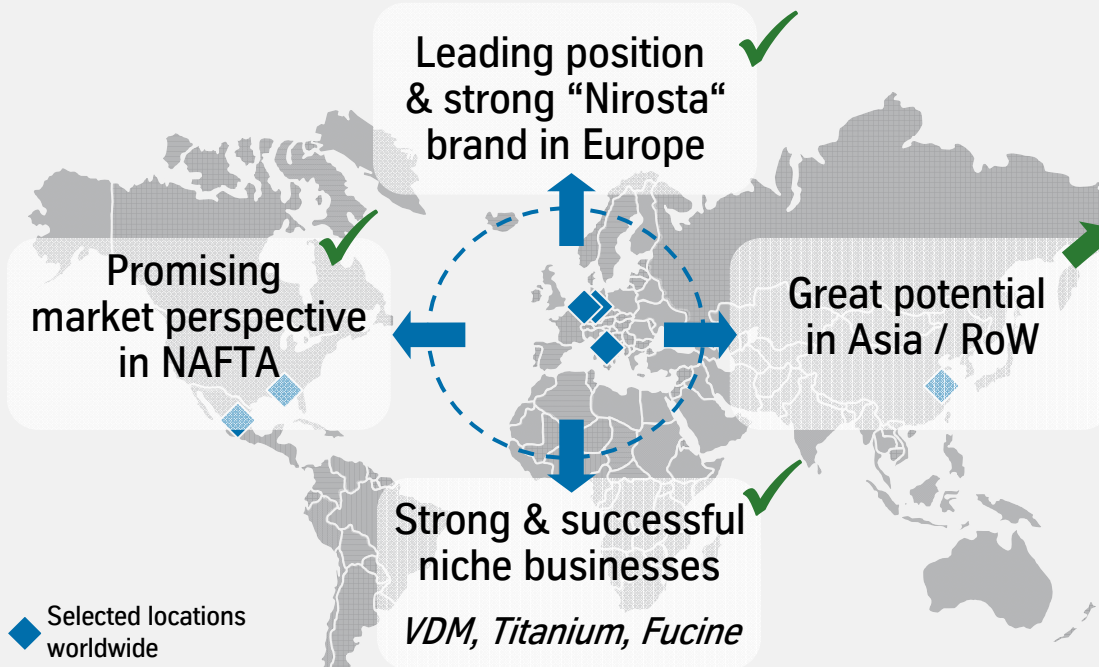 Leading position
& strong “Nirosta“
brand in Europe
Promising
market perspective
in NAFTA
Great potential
in Asia / RoW
Strong & successful
niche businesses
VDM, Titanium, Fucine
Selected locations
worldwide